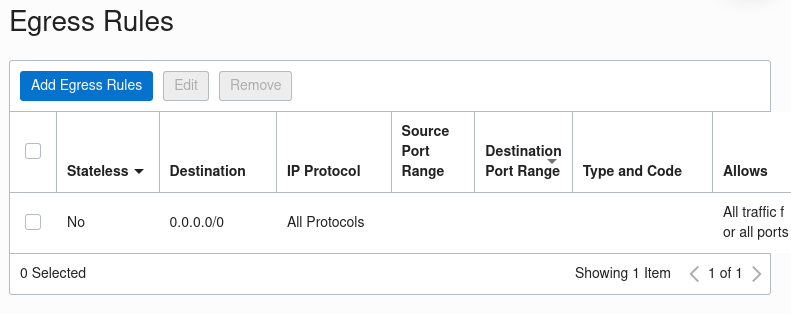 Egress Rules
Add Egress Rules Edit Remove
Stateless Destination IP Protocol Source Port Range Destination Port Range Type and Code Allows
No 0.0.0.0/0 All Protocols All traffic f
or all ports
0 Selected Showing 1 Item 1 of 1